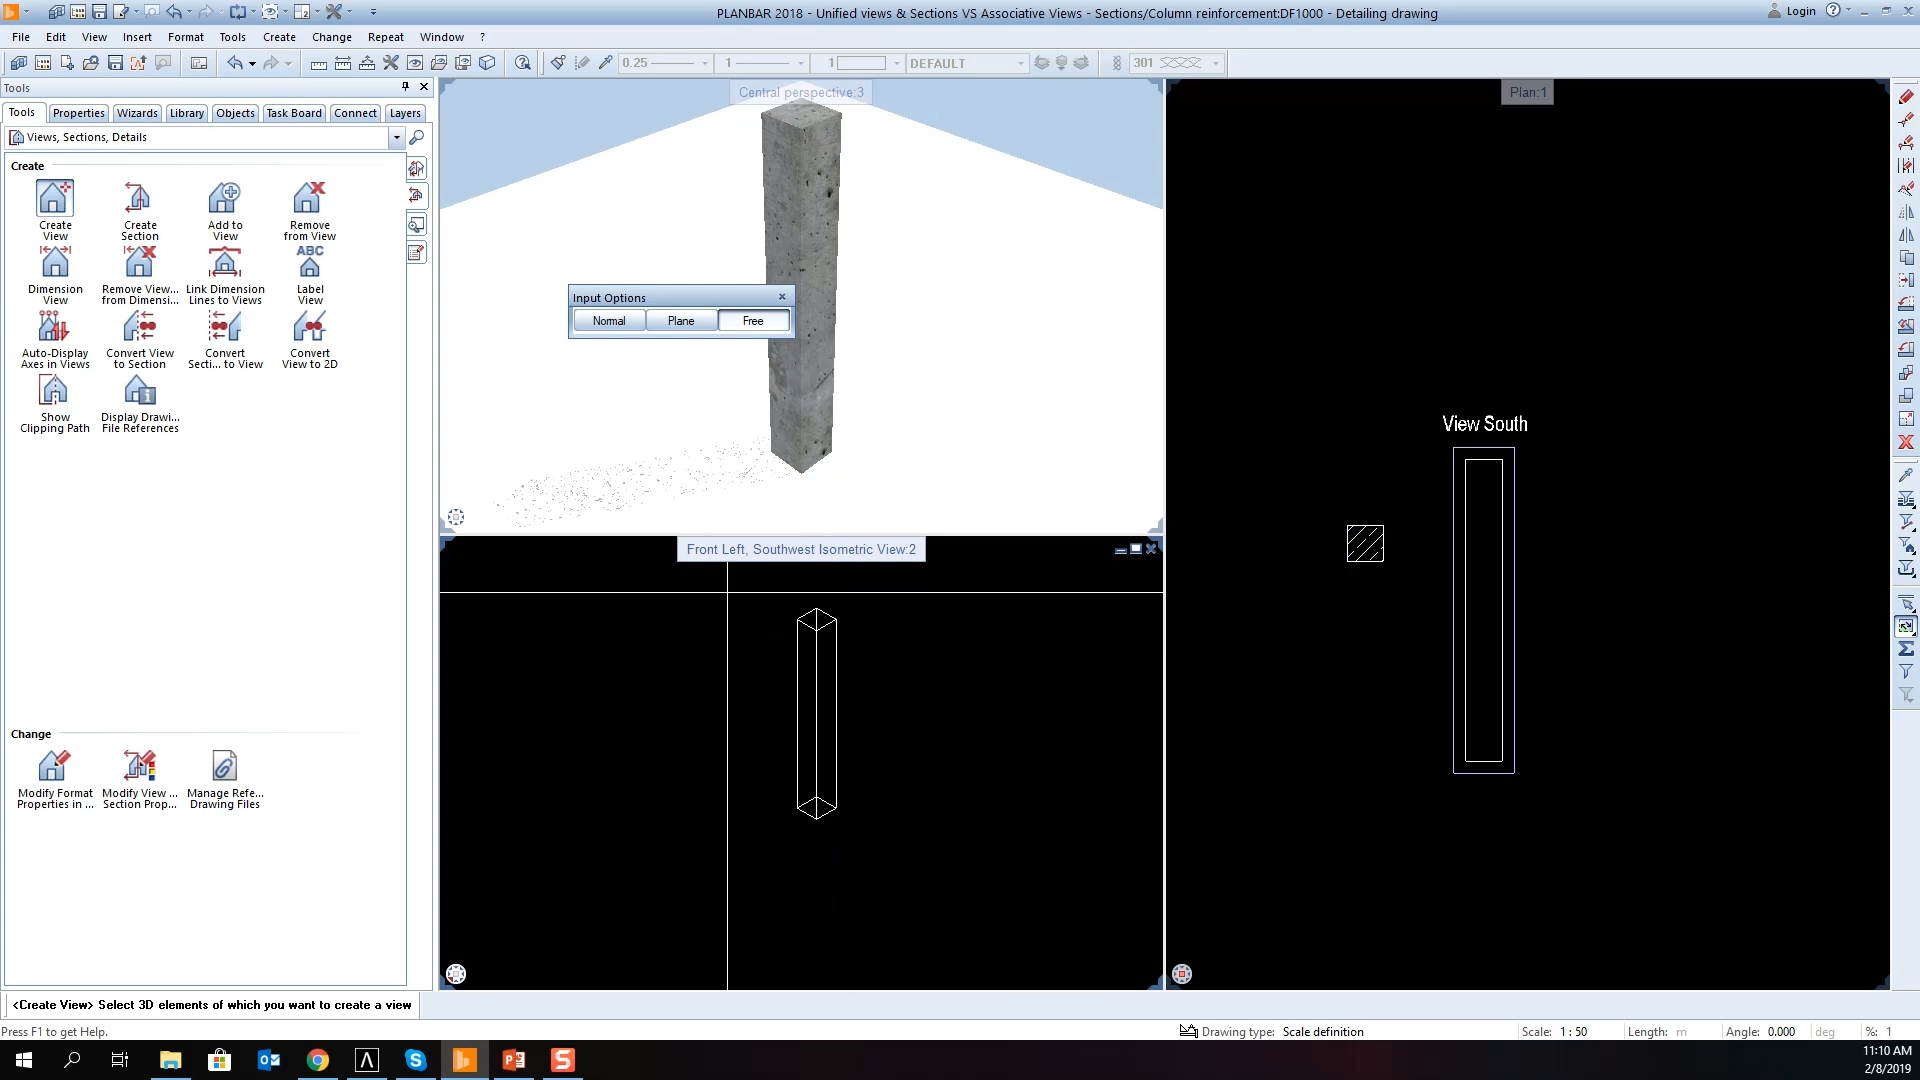 PLANBAR 2018 - Unified views & Sections VS Associative Views - Sections/Column reinforcement:DF1000 - Detailing drawing
Login
File Edit View Insert Format Tools Create Change Repeat Window ?
0.25 1 1 DEFAULT 301
Tools
Tools Properties Wizards Library Objects Task Board Connect Layers
Views, Sections, Details
Create
Create View
Create Section
Add to View
Remove from View
Dimension View
Remove View... from Dimensi...
Link Dimension Lines to Views
ABC
Label View
Auto-Display Axes in Views
Convert View to Section
Convert Secti... to View
Convert View to 2D
Show Clipping Path
Display Drawi... File References
Change
Modify Format Properties in ...
Modify View ... Section Prop...
Manage Refe... Drawing Files
Central perspective:3
Input Options
Normal Plane Free
Front Left, Southwest Isometric View:2
Plan:1
View South
<Create View> Select 3D elements of which you want to create a view
Press F1 to get Help.
Drawing type: Scale definition Scale: 1 : 50 Length: m Angle: 0.000 deg %: 1
11:10 AM
2/8/2019